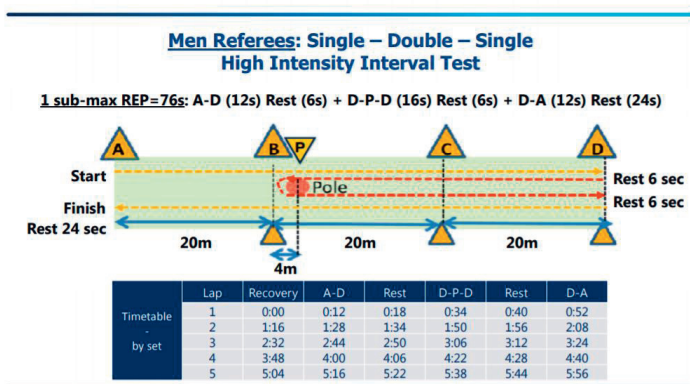 Men Referees: Single – Double – Single
High Intensity Interval Test
1 sub-max REP=76s: A-D (12s) Rest (6s) + D-P-D (16s) Rest (6s) + D-A (12s) Rest (24s)
A B P C D
Start
Pole
Rest 6 sec
Rest 6 sec
Finish
Rest 24 sec
20m 20m 20m
4m
Timetable - by set
Lap Recovery A-D Rest D-P-D Rest D-A
1 0:00 0:12 0:18 0:34 0:40 0:52
2 1:16 1:28 1:34 1:50 1:56 2:08
3 2:32 2:44 2:50 3:06 3:12 3:24
4 3:48 4:00 4:06 4:22 4:28 4:40
5 5:04 5:16 5:22 5:38 5:44 5:56